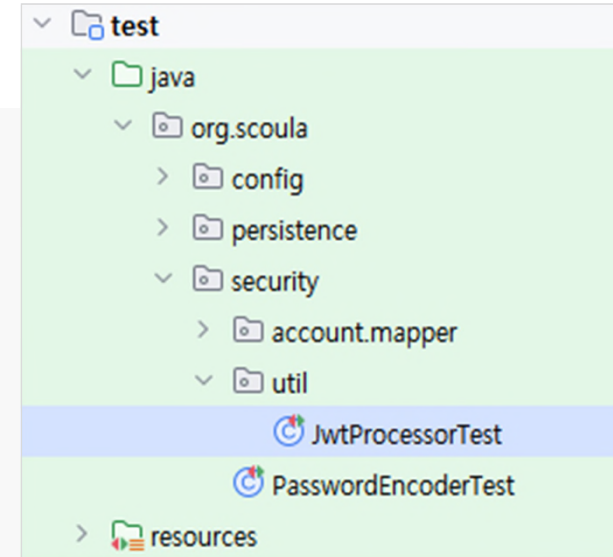 test
java
org.scoula
config
persistence
security
account.mapper
util
JwtProcessorTest
PasswordEncoderTest
resources